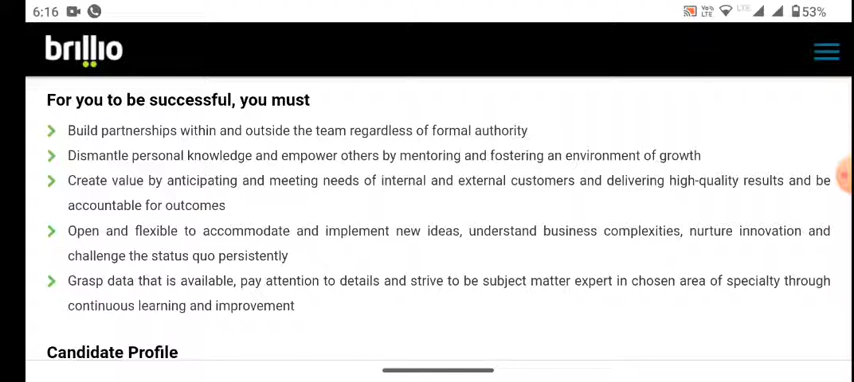 6:16
Vo) LTE
LTE
53%
brillio
For you to be successful, you must
Build partnerships within and outside the team regardless of formal authority
Dismantle personal knowledge and empower others by mentoring and fostering an environment of growth
Create value by anticipating and meeting needs of internal and external customers and delivering high-quality results and be
accountable for outcomes
Open and flexible to accommodate and implement new ideas, understand business complexities, nurture innovation and
challenge the status quo persistently
Grasp data that is available, pay attention to details and strive to be subject matter expert in chosen area of specialty through
continuous learning and improvement
Candidate Profile